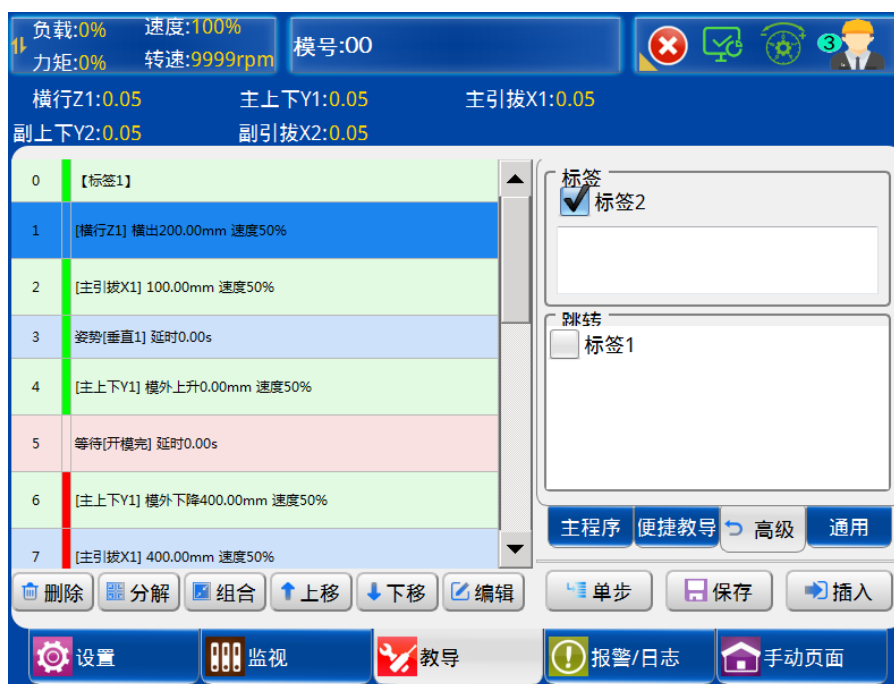 负载:0% 速度:100%
力矩:0% 转速:9999rpm
模号:00
3
横行Z1:0.05 主上下Y1:0.05 主引拔X1:0.05
副上下Y2:0.05 副引拔X2:0.05
0 【标签1】
1 [横行Z1] 横出200.00mm 速度50%
2 [主引拔X1] 100.00mm 速度50%
3 姿势[垂直1] 延时0.00s
4 [主上下Y1] 模外上升0.00mm 速度50%
5 等待[开模完] 延时0.00s
6 [主上下Y1] 模外下降400.00mm 速度50%
7 [主引拔X1] 400.00mm 速度50%
标签
标签2
跳转
标签1
主程序 便捷教导 高级 通用
删除 分解 组合 上移 下移 编辑 单步 保存 插入
设置 监视 教导 报警/日志 手动页面